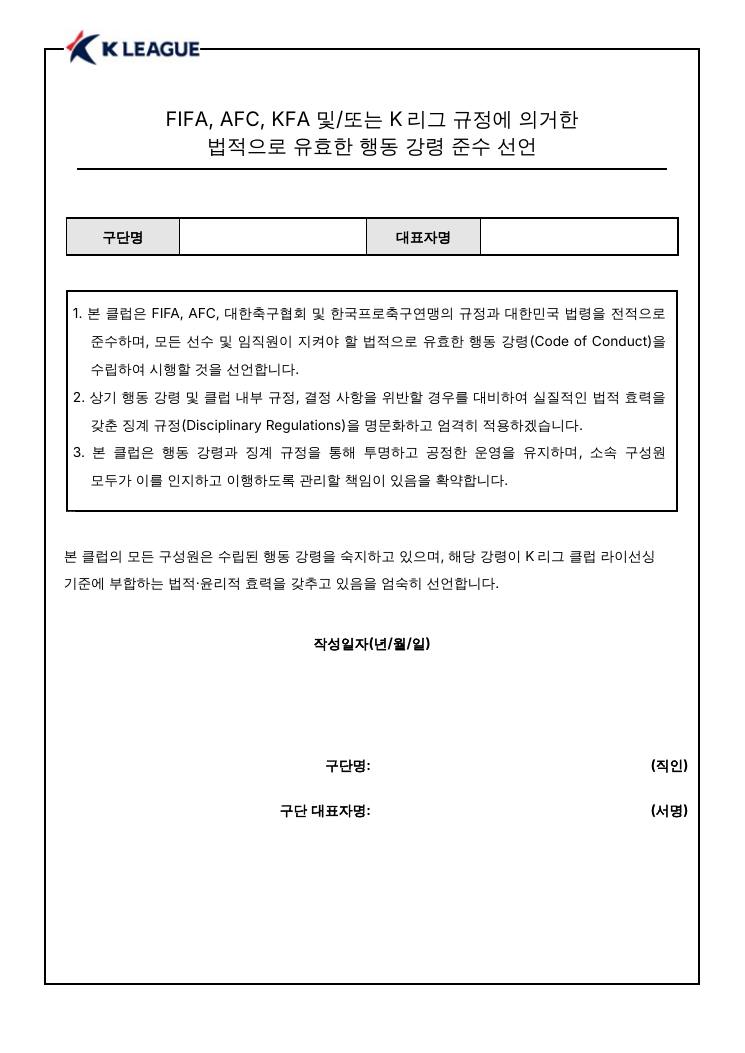 K LEAGUE
FIFA, AFC, KFA 및/또는 K 리그 규정에 의거한
법적으로 유효한 행동 강령 준수 선언
구단명 대표자명
1. 본 클럽은 FIFA, AFC, 대한축구협회 및 한국프로축구연맹의 규정과 대한민국 법령을 전적으로
준수하며, 모든 선수 및 임직원이 지켜야 할 법적으로 유효한 행동 강령(Code of Conduct)을
수립하여 시행할 것을 선언합니다.
2. 상기 행동 강령 및 클럽 내부 규정, 결정 사항을 위반할 경우를 대비하여 실질적인 법적 효력을
갖춘 징계 규정(Disciplinary Regulations)을 명문화하고 엄격히 적용하겠습니다.
3. 본 클럽은 행동 강령과 징계 규정을 통해 투명하고 공정한 운영을 유지하며, 소속 구성원
모두가 이를 인지하고 이행하도록 관리할 책임이 있음을 확약합니다.
본 클럽의 모든 구성원은 수립된 행동 강령을 숙지하고 있으며, 해당 강령이 K 리그 클럽 라이선싱
기준에 부합하는 법적·윤리적 효력을 갖추고 있음을 엄숙히 선언합니다.
작성일자(년/월/일)
구단명: (직인)
구단 대표자명: (서명)